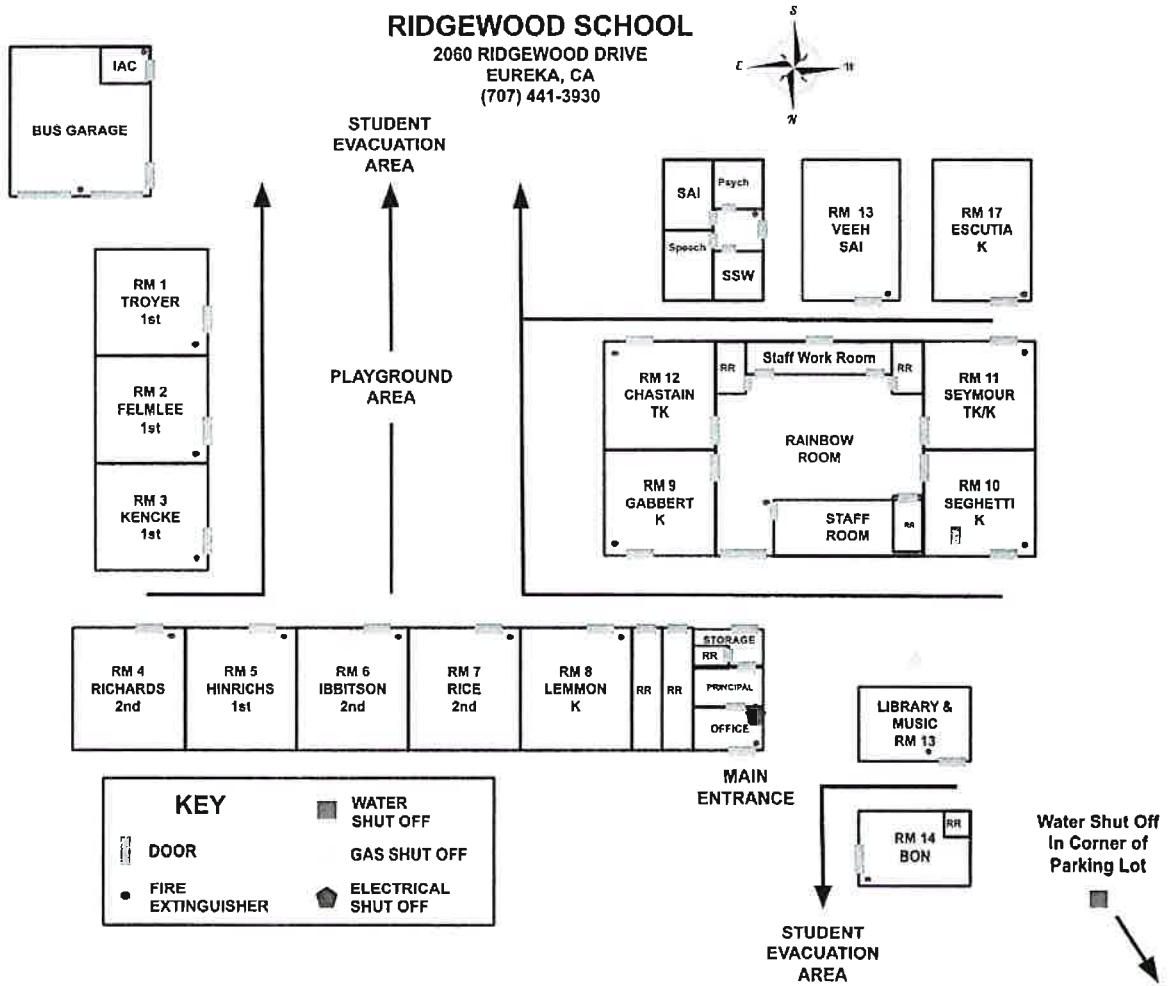 RIDGEWOOD SCHOOL
2060 RIDGEWOOD DRIVE
EUREKA, CA
(707) 441-3930
S
E
W
N
IAC
BUS GARAGE
STUDENT
EVACUATION
AREA
SAI
Psych
Speech
SSW
RM 13
VEEH
SAI
RM 17
ESCUTIA
K
RM 1
TROYER
1st
RM 2
FELMLEE
1st
RM 3
KENCKE
1st
PLAYGROUND
AREA
RM 12
CHASTAIN
TK
RR
Staff Work Room
RR
RM 11
SEYMOUR
TK/K
RAINBOW
ROOM
RM 9
GABBERT
K
STAFF
ROOM
RR
RM 10
SEGHETTI
K
RM 4
RICHARDS
2nd
RM 5
HINRICHS
1st
RM 6
IBBITSON
2nd
RM 7
RICE
2nd
RM 8
LEMMON
K
RR
RR
STORAGE
RR
PRINCIPAL
OFFICE
MAIN
ENTRANCE
LIBRARY &
MUSIC
RM 13
RM 14
BON
RR
Water Shut Off
In Corner of
Parking Lot
STUDENT
EVACUATION
AREA
KEY
DOOR
FIRE
EXTINGUISHER
WATER
SHUT OFF
GAS SHUT OFF
ELECTRICAL
SHUT OFF